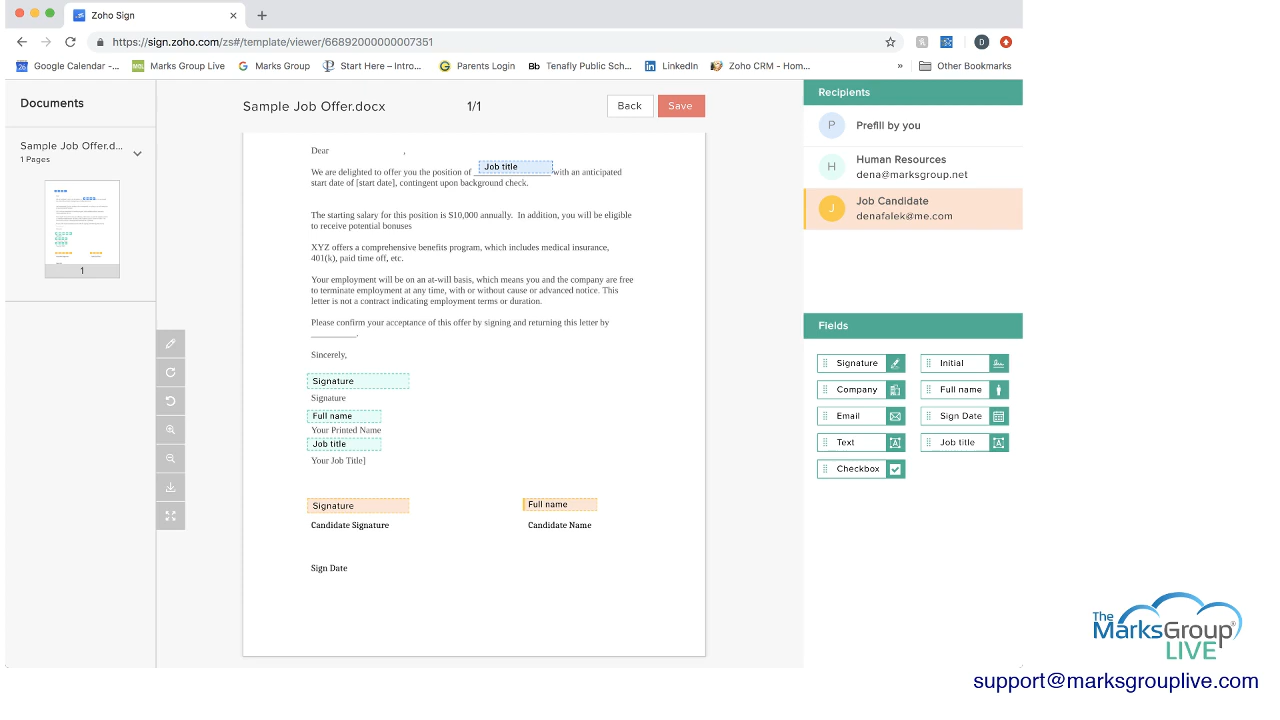 Zoho Sign
https://sign.zoho.com/zs#/template/viewer/66892000000007351
D
26 Google Calendar -... MGL Marks Group Live G Marks Group Start Here – Intro... Parents Login Bb Tenafly Public Sch... in LinkedIn Zoho CRM - Hom... » Other Bookmarks
Documents
Sample Job Offer.d...
1 Pages
1
Sample Job Offer.docx 1/1 Back Save
Dear ,
Job title
We are delighted to offer you the position of ________________ with an anticipated
start date of [start date], contingent upon background check.
The starting salary for this position is $10,000 annually. In addition, you will be eligible
to receive potential bonuses
XYZ offers a comprehensive benefits program, which includes medical insurance,
401(k), paid time off, etc.
Your employment will be on an at-will basis, which means you and the company are free
to terminate employment at any time, with or without cause or advanced notice. This
letter is not a contract indicating employment terms or duration.
Please confirm your acceptance of this offer by signing and returning this letter by
__________.
Sincerely,
Signature
Signature
Full name
Your Printed Name
Job title
Your Job Title]
Signature Full name
Candidate Signature Candidate Name
Sign Date
Recipients
P Prefill by you
H Human Resources
dena@marksgroup.net
J Job Candidate
denafalek@me.com
Fields
Signature Initial
Company Full name
Email Sign Date
Text Job title
Checkbox
The
MarksGroup®
LIVE
support@marksgrouplive.com